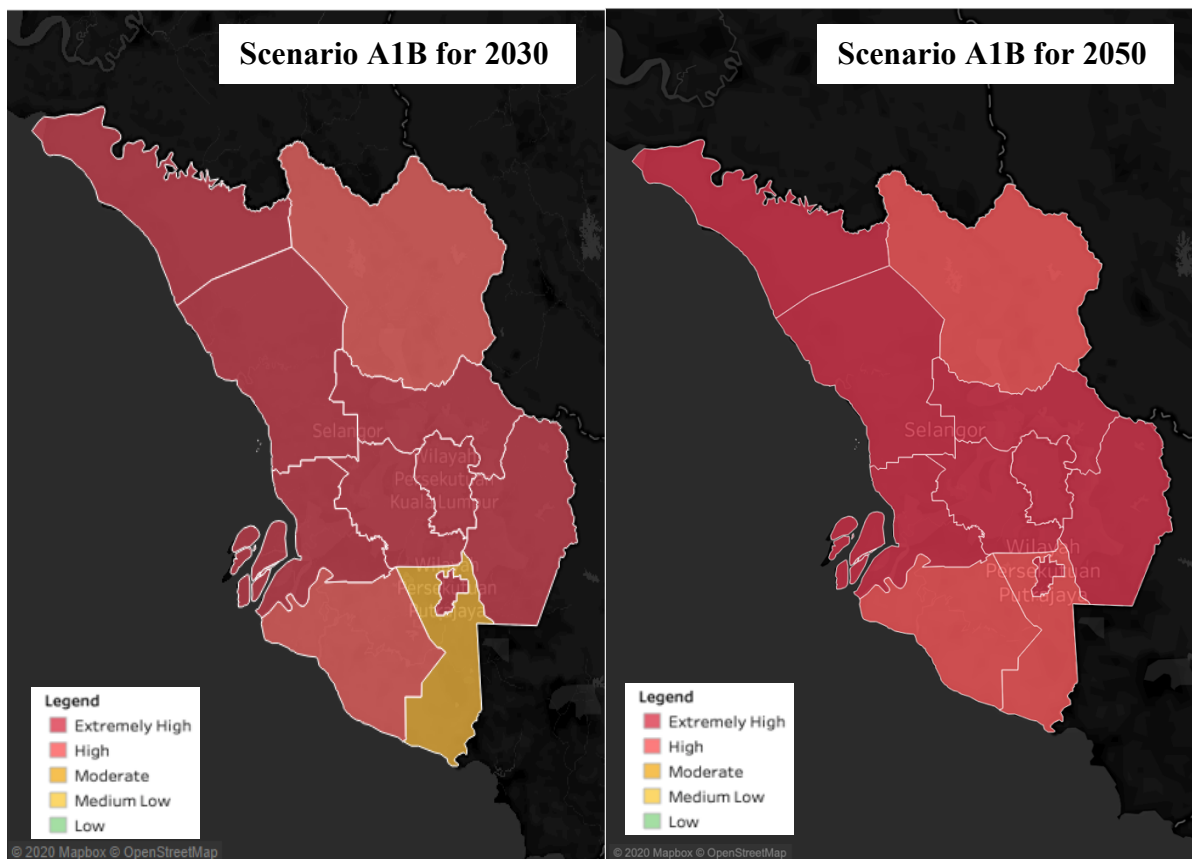 Scenario A1B for 2030
Selangor
Wilayah
Persekutuan
Kuala Lumpur
Wilayah
Persekutuan
Putrajaya
Legend
Extremely High
High
Moderate
Medium Low
Low
© 2020 Mapbox © OpenStreetMap
Scenario A1B for 2050
Selangor
Wilayah
Persekutuan
Putrajaya
Legend
Extremely High
High
Moderate
Medium Low
Low
© 2020 Mapbox © OpenStreetMap